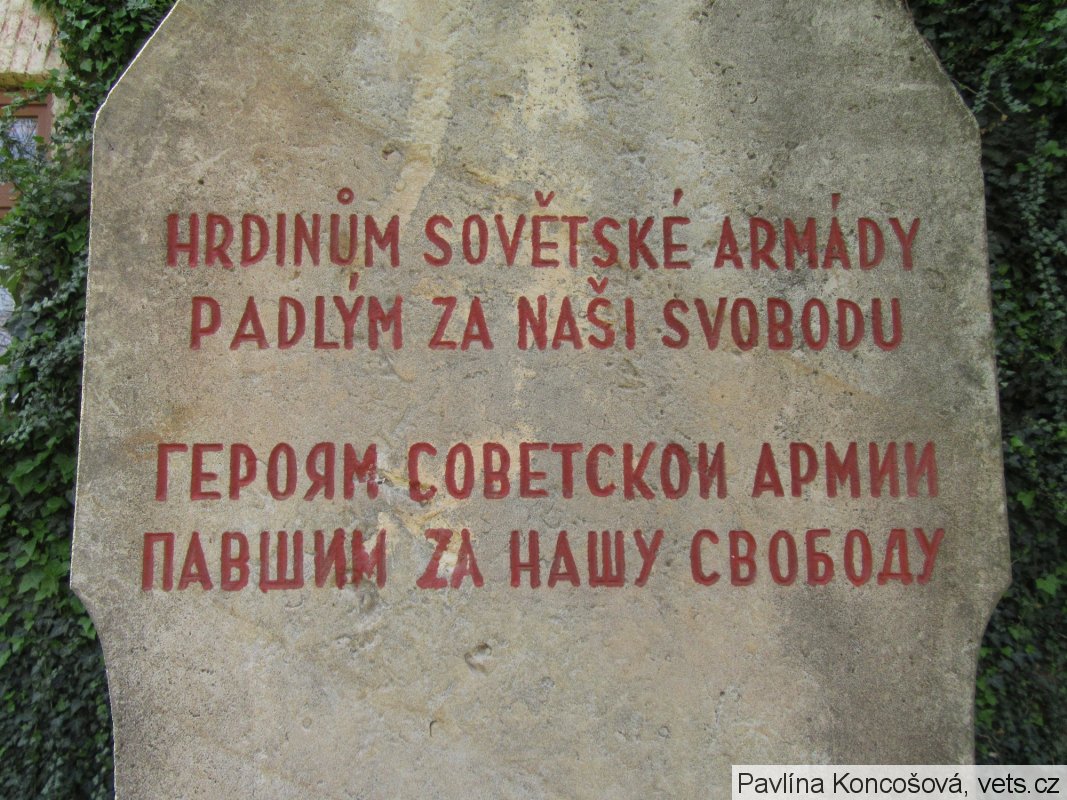 HRDINŮM SOVĚTSKÉ ARMÁDY
PADLÝM ZA NAŠI SVOBODU
ГЕРОЯМ СОВЕТСКОИ АРМИИ
ПАВШИМ ZА НАШУ СВОБОДУ
Pavlína Koncošová, vets.cz